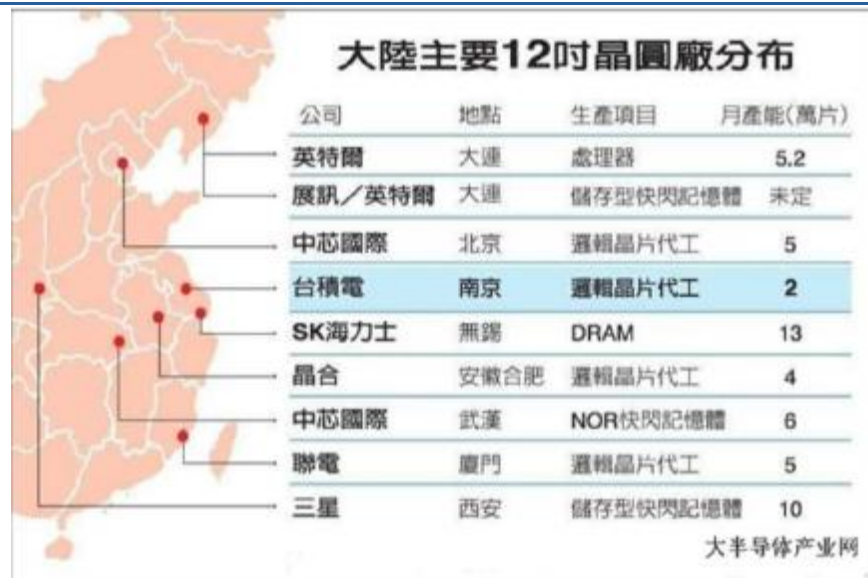 大陸主要12吋晶圓廠分布
公司 地點 生產項目 月產能(萬片)
英特爾 大連 處理器 5.2
展訊／英特爾 大連 儲存型快閃記憶體 未定
中芯國際 北京 邏輯晶片代工 5
台積電 南京 邏輯晶片代工 2
SK海力士 無錫 DRAM 13
晶合 安徽合肥 邏輯晶片代工 4
中芯國際 武漢 NOR快閃記憶體 6
聯電 廈門 邏輯晶片代工 5
三星 西安 儲存型快閃記憶體 10
大半导体产业网